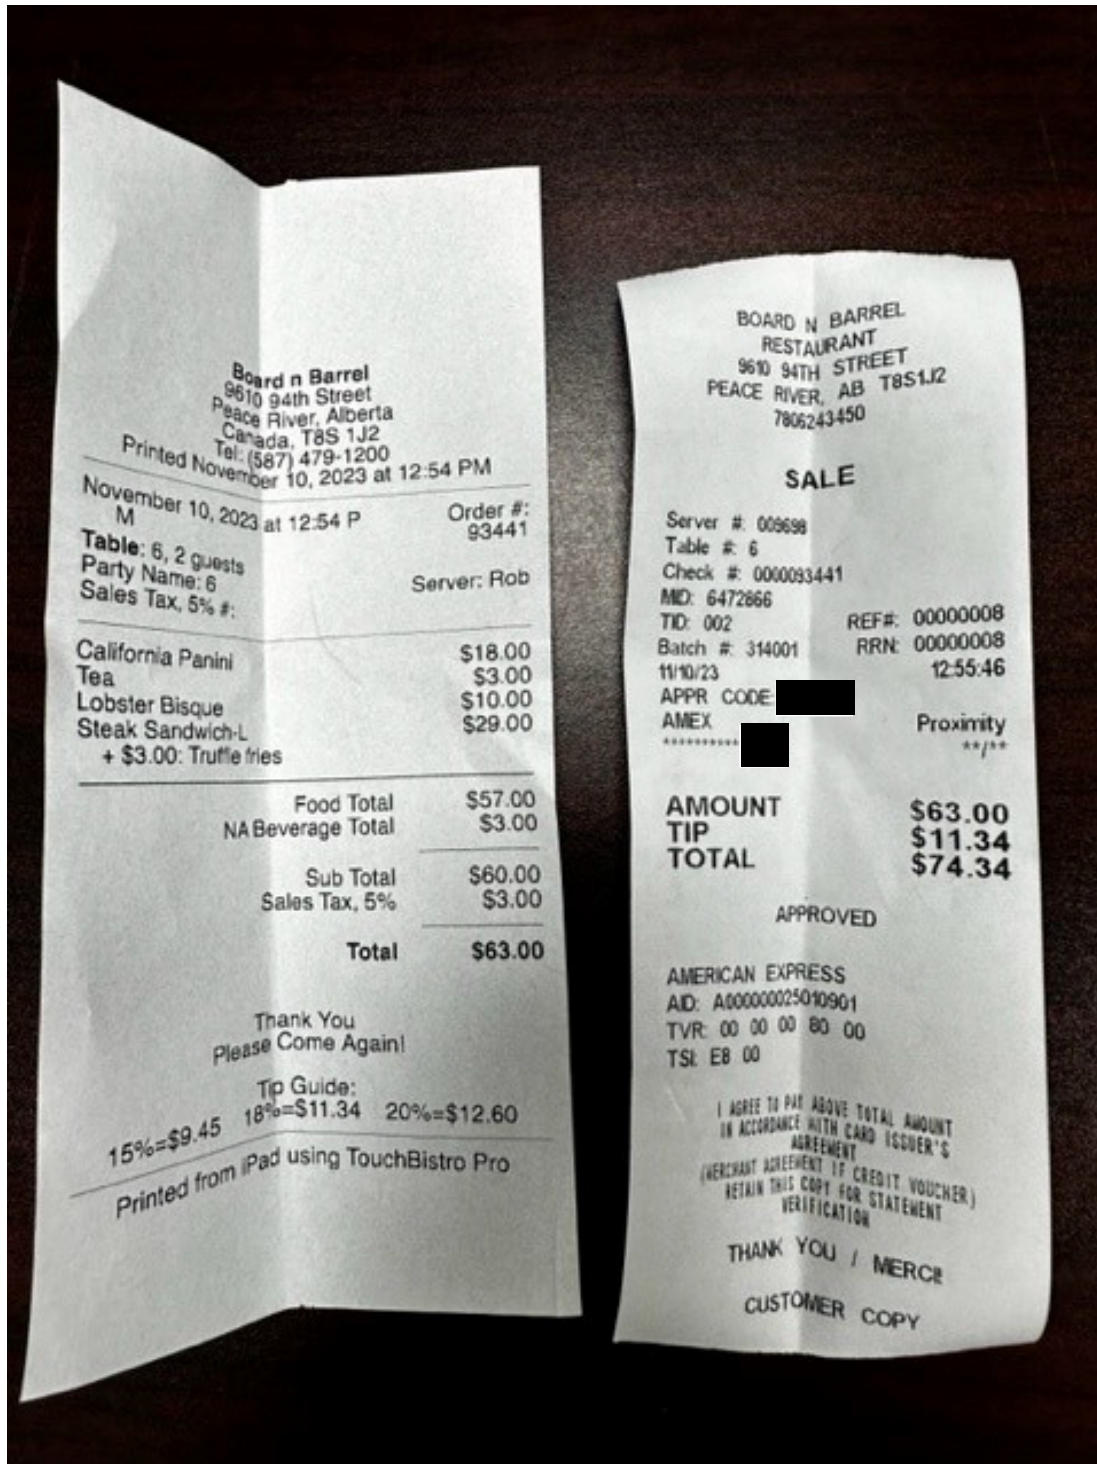 Board n Barrel
9610 94th Street
Peace River, Alberta
Canada, T8S 1J2
Tel: (587) 479-1200
Printed November 10, 2023 at 12:54 PM
November 10, 2023 at 12:54 P
M
Order #:
93441
Table: 6, 2 guests
Party Name: 6
Server: Rob
Sales Tax, 5% #:
California Panini $18.00
Tea $3.00
Lobster Bisque $10.00
Steak Sandwich-L $29.00
+ $3.00: Truffle fries
Food Total $57.00
NA Beverage Total $3.00
Sub Total $60.00
Sales Tax, 5% $3.00
Total $63.00
Thank You
Please Come Again!
Tip Guide:
15%=$9.45 18%=$11.34 20%=$12.60
Printed from iPad using TouchBistro Pro
BOARD N BARREL
RESTAURANT
9610 94TH STREET
PEACE RIVER, AB T8S1J2
7806243450
SALE
Server #: 009698
Table #: 6
Check #: 0000093441
MID: 6472866
TID: 002 REF#: 00000008
Batch #: 314001 RRN: 00000008
11/10/23 12:55:46
APPR CODE:
AMEX Proximity
********** **/**
AMOUNT $63.00
TIP $11.34
TOTAL $74.34
APPROVED
AMERICAN EXPRESS
AID: A000000025010901
TVR: 00 00 00 80 00
TSI: E8 00
I AGREE TO PAY ABOVE TOTAL AMOUNT
IN ACCORDANCE WITH CARD ISSUER'S
AGREEMENT
(MERCHANT AGREEMENT IF CREDIT VOUCHER)
RETAIN THIS COPY FOR STATEMENT
VERIFICATION
THANK YOU / MERCI!
CUSTOMER COPY